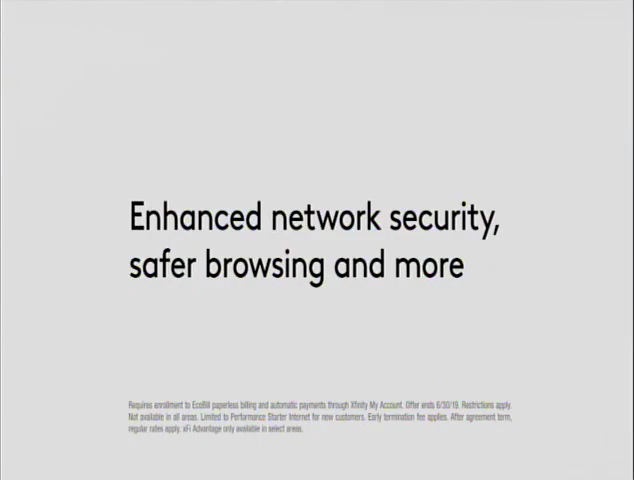 Enhanced network security,
safer browsing and more
Requires enrollment to EcoBill paperless billing and automatic payments through Xfinity My Account. Offer ends 6/30/19. Restrictions apply.
Not available in all areas. Limited to Performance Starter Internet for new customers. Early termination fee applies. After agreement term,
regular rates apply. xFi Advantage only available in select areas.